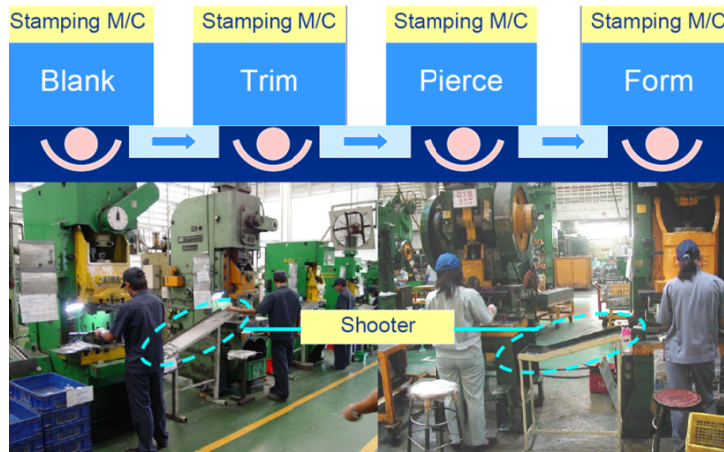 Stamping M/C
Stamping M/C
Stamping M/C
Stamping M/C
Blank
Trim
Pierce
Form
Shooter